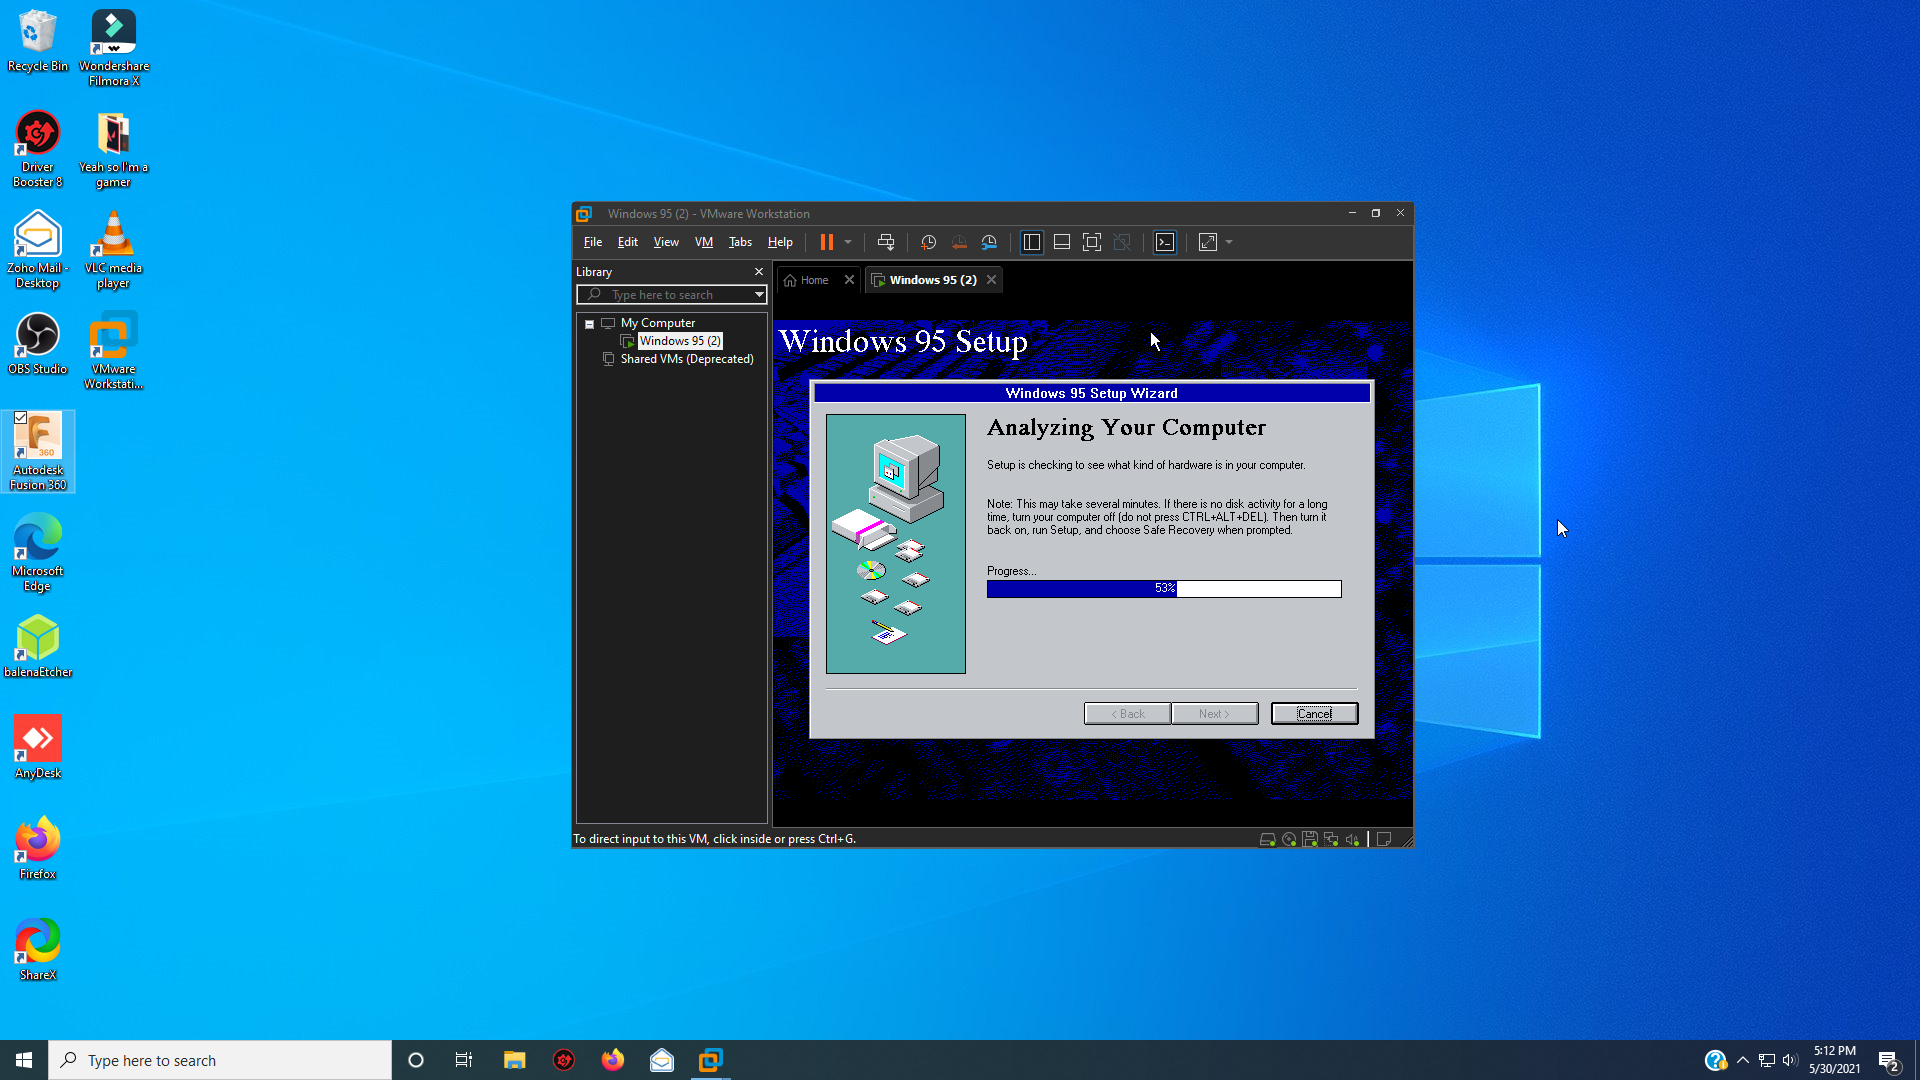 Recycle Bin
Wondershare
Filmora X
Driver
Booster 8
Yeah so I'm a
gamer
Zoho Mail -
Desktop
VLC media
player
OBS Studio
VMware
Workstati...
360
Autodesk
Fusion 360
Microsoft
Edge
balenaEtcher
AnyDesk
Firefox
ShareX
Windows 95 (2) - VMware Workstation
File Edit View VM Tabs Help
Library
Type here to search
My Computer
Windows 95 (2)
Shared VMs (Deprecated)
Home
Windows 95 (2)
Windows 95 Setup
Windows 95 Setup Wizard
Analyzing Your Computer
Setup is checking to see what kind of hardware is in your computer.
Note: This may take several minutes. If there is no disk activity for a long
time, turn your computer off (do not press CTRL+ALT+DEL). Then turn it
back on, run Setup, and choose Safe Recovery when prompted.
Progress...
53%
< Back
Next >
Cancel
To direct input to this VM, click inside or press Ctrl+G.
Type here to search
5:12 PM
5/30/2021
2